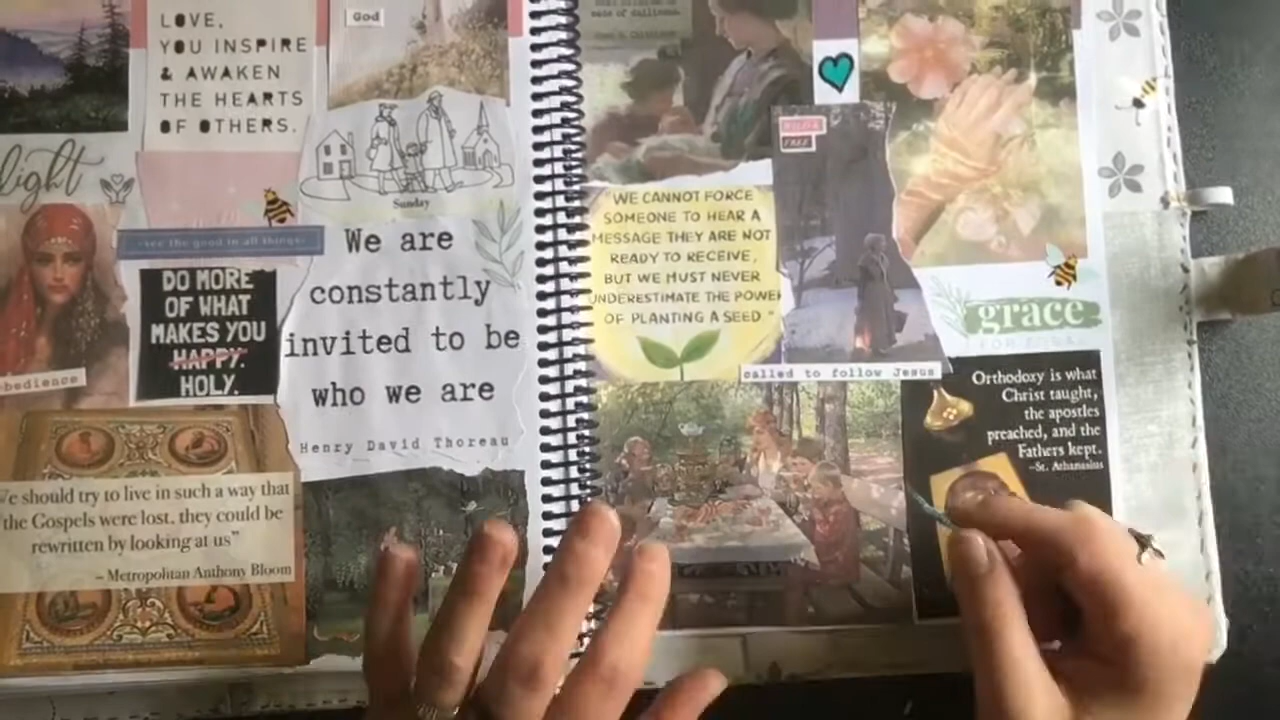 LOVE,
YOU INSPIRE
& AWAKEN
THE HEARTS
OF OTHERS.
God
light
Sunday
see the good in all things
DO MORE
OF WHAT
MAKES YOU
HAPPY.
HOLY.
obedience
We are
constantly
invited to be
who we are
Henry David Thoreau
We should try to live in such a way that
the Gospels were lost, they could be
rewritten by looking at us”
– Metropolitan Anthony Bloom
WE CANNOT FORCE
SOMEONE TO HEAR A
MESSAGE THEY ARE NOT
READY TO RECEIVE,
BUT WE MUST NEVER
UNDERESTIMATE THE POWER
OF PLANTING A SEED "
WILD &
FREE
called to follow Jesus
grace
Orthodoxy is what
Christ taught,
the apostles
preached, and the
Fathers kept.
–St. Athanasius